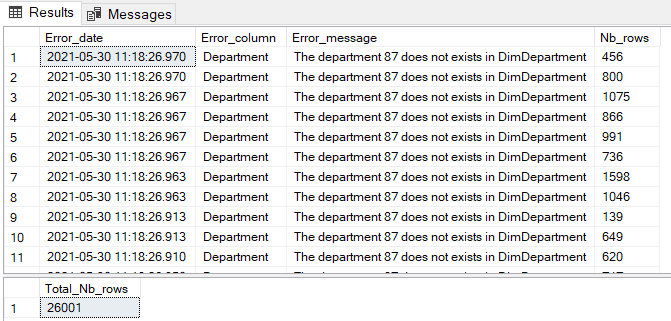 Results Messages
Error_date Error_column Error_message Nb_rows
1 2021-05-30 11:18:26.970 Department The department 87 does not exists in DimDepartment 456
2 2021-05-30 11:18:26.970 Department The department 87 does not exists in DimDepartment 800
3 2021-05-30 11:18:26.967 Department The department 87 does not exists in DimDepartment 1075
4 2021-05-30 11:18:26.967 Department The department 87 does not exists in DimDepartment 866
5 2021-05-30 11:18:26.967 Department The department 87 does not exists in DimDepartment 991
6 2021-05-30 11:18:26.967 Department The department 87 does not exists in DimDepartment 736
7 2021-05-30 11:18:26.963 Department The department 87 does not exists in DimDepartment 1598
8 2021-05-30 11:18:26.963 Department The department 87 does not exists in DimDepartment 1046
9 2021-05-30 11:18:26.913 Department The department 87 does not exists in DimDepartment 139
10 2021-05-30 11:18:26.913 Department The department 87 does not exists in DimDepartment 649
11 2021-05-30 11:18:26.910 Department The department 87 does not exists in DimDepartment 620
Total_Nb_rows
1 26001